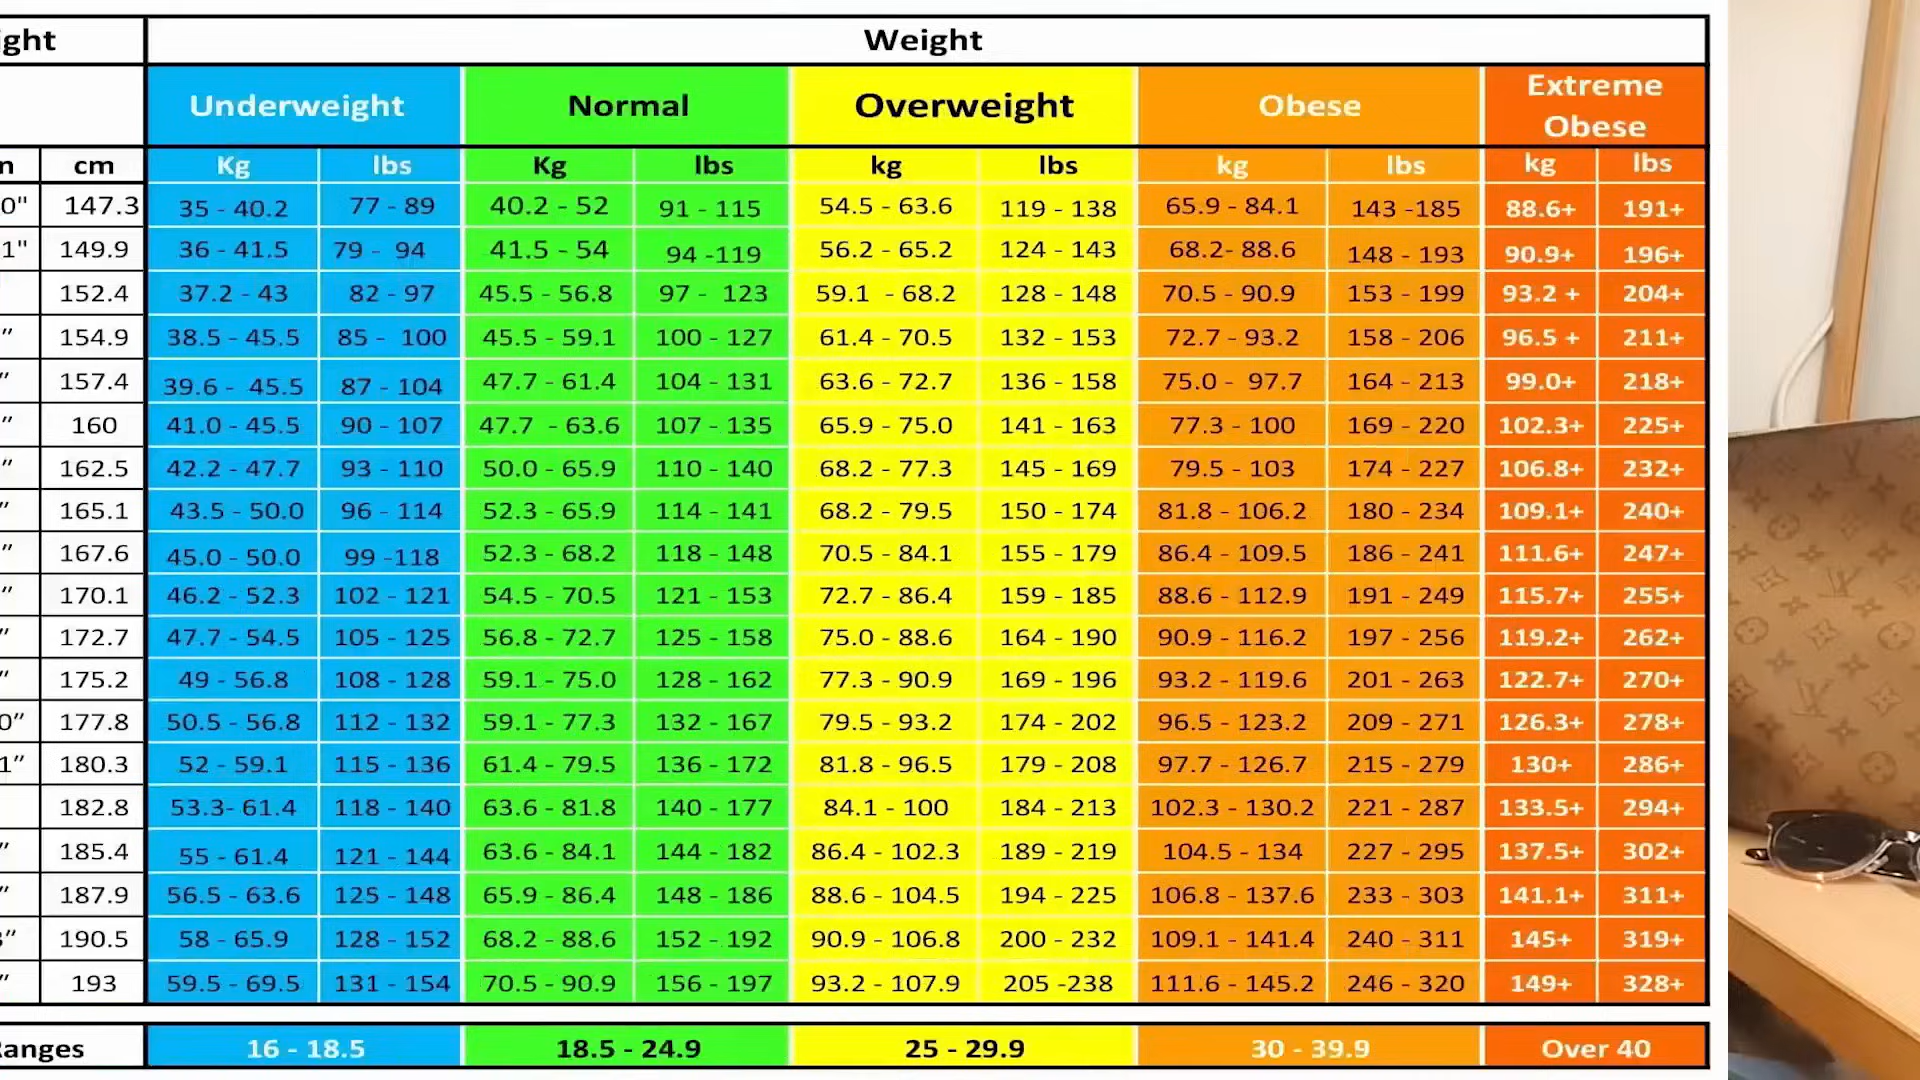 ight Weight
Underweight Normal Overweight Obese Extreme Obese
n cm Kg lbs Kg lbs kg lbs kg lbs kg lbs
0" 147.3 35 - 40.2 77 - 89 40.2 - 52 91 - 115 54.5 - 63.6 119 - 138 65.9 - 84.1 143 -185 88.6+ 191+
1" 149.9 36 - 41.5 79 - 94 41.5 - 54 94 -119 56.2 - 65.2 124 - 143 68.2- 88.6 148 - 193 90.9+ 196+
152.4 37.2 - 43 82 - 97 45.5 - 56.8 97 - 123 59.1 - 68.2 128 - 148 70.5 - 90.9 153 - 199 93.2 + 204+
” 154.9 38.5 - 45.5 85 - 100 45.5 - 59.1 100 - 127 61.4 - 70.5 132 - 153 72.7 - 93.2 158 - 206 96.5 + 211+
” 157.4 39.6 - 45.5 87 - 104 47.7 - 61.4 104 - 131 63.6 - 72.7 136 - 158 75.0 - 97.7 164 - 213 99.0+ 218+
” 160 41.0 - 45.5 90 - 107 47.7 - 63.6 107 - 135 65.9 - 75.0 141 - 163 77.3 - 100 169 - 220 102.3+ 225+
” 162.5 42.2 - 47.7 93 - 110 50.0 - 65.9 110 - 140 68.2 - 77.3 145 - 169 79.5 - 103 174 - 227 106.8+ 232+
” 165.1 43.5 - 50.0 96 - 114 52.3 - 65.9 114 - 141 68.2 - 79.5 150 - 174 81.8 - 106.2 180 - 234 109.1+ 240+
” 167.6 45.0 - 50.0 99 -118 52.3 - 68.2 118 - 148 70.5 - 84.1 155 - 179 86.4 - 109.5 186 - 241 111.6+ 247+
” 170.1 46.2 - 52.3 102 - 121 54.5 - 70.5 121 - 153 72.7 - 86.4 159 - 185 88.6 - 112.9 191 - 249 115.7+ 255+
” 172.7 47.7 - 54.5 105 - 125 56.8 - 72.7 125 - 158 75.0 - 88.6 164 - 190 90.9 - 116.2 197 - 256 119.2+ 262+
” 175.2 49 - 56.8 108 - 128 59.1 - 75.0 128 - 162 77.3 - 90.9 169 - 196 93.2 - 119.6 201 - 263 122.7+ 270+
0” 177.8 50.5 - 56.8 112 - 132 59.1 - 77.3 132 - 167 79.5 - 93.2 174 - 202 96.5 - 123.2 209 - 271 126.3+ 278+
1” 180.3 52 - 59.1 115 - 136 61.4 - 79.5 136 - 172 81.8 - 96.5 179 - 208 97.7 - 126.7 215 - 279 130+ 286+
182.8 53.3- 61.4 118 - 140 63.6 - 81.8 140 - 177 84.1 - 100 184 - 213 102.3 - 130.2 221 - 287 133.5+ 294+
” 185.4 55 - 61.4 121 - 144 63.6 - 84.1 144 - 182 86.4 - 102.3 189 - 219 104.5 - 134 227 - 295 137.5+ 302+
” 187.9 56.5 - 63.6 125 - 148 65.9 - 86.4 148 - 186 88.6 - 104.5 194 - 225 106.8 - 137.6 233 - 303 141.1+ 311+
3” 190.5 58 - 65.9 128 - 152 68.2 - 88.6 152 - 192 90.9 - 106.8 200 - 232 109.1 - 141.4 240 - 311 145+ 319+
” 193 59.5 - 69.5 131 - 154 70.5 - 90.9 156 - 197 93.2 - 107.9 205 -238 111.6 - 145.2 246 - 320 149+ 328+
Ranges 16 - 18.5 18.5 - 24.9 25 - 29.9 30 - 39.9 Over 40